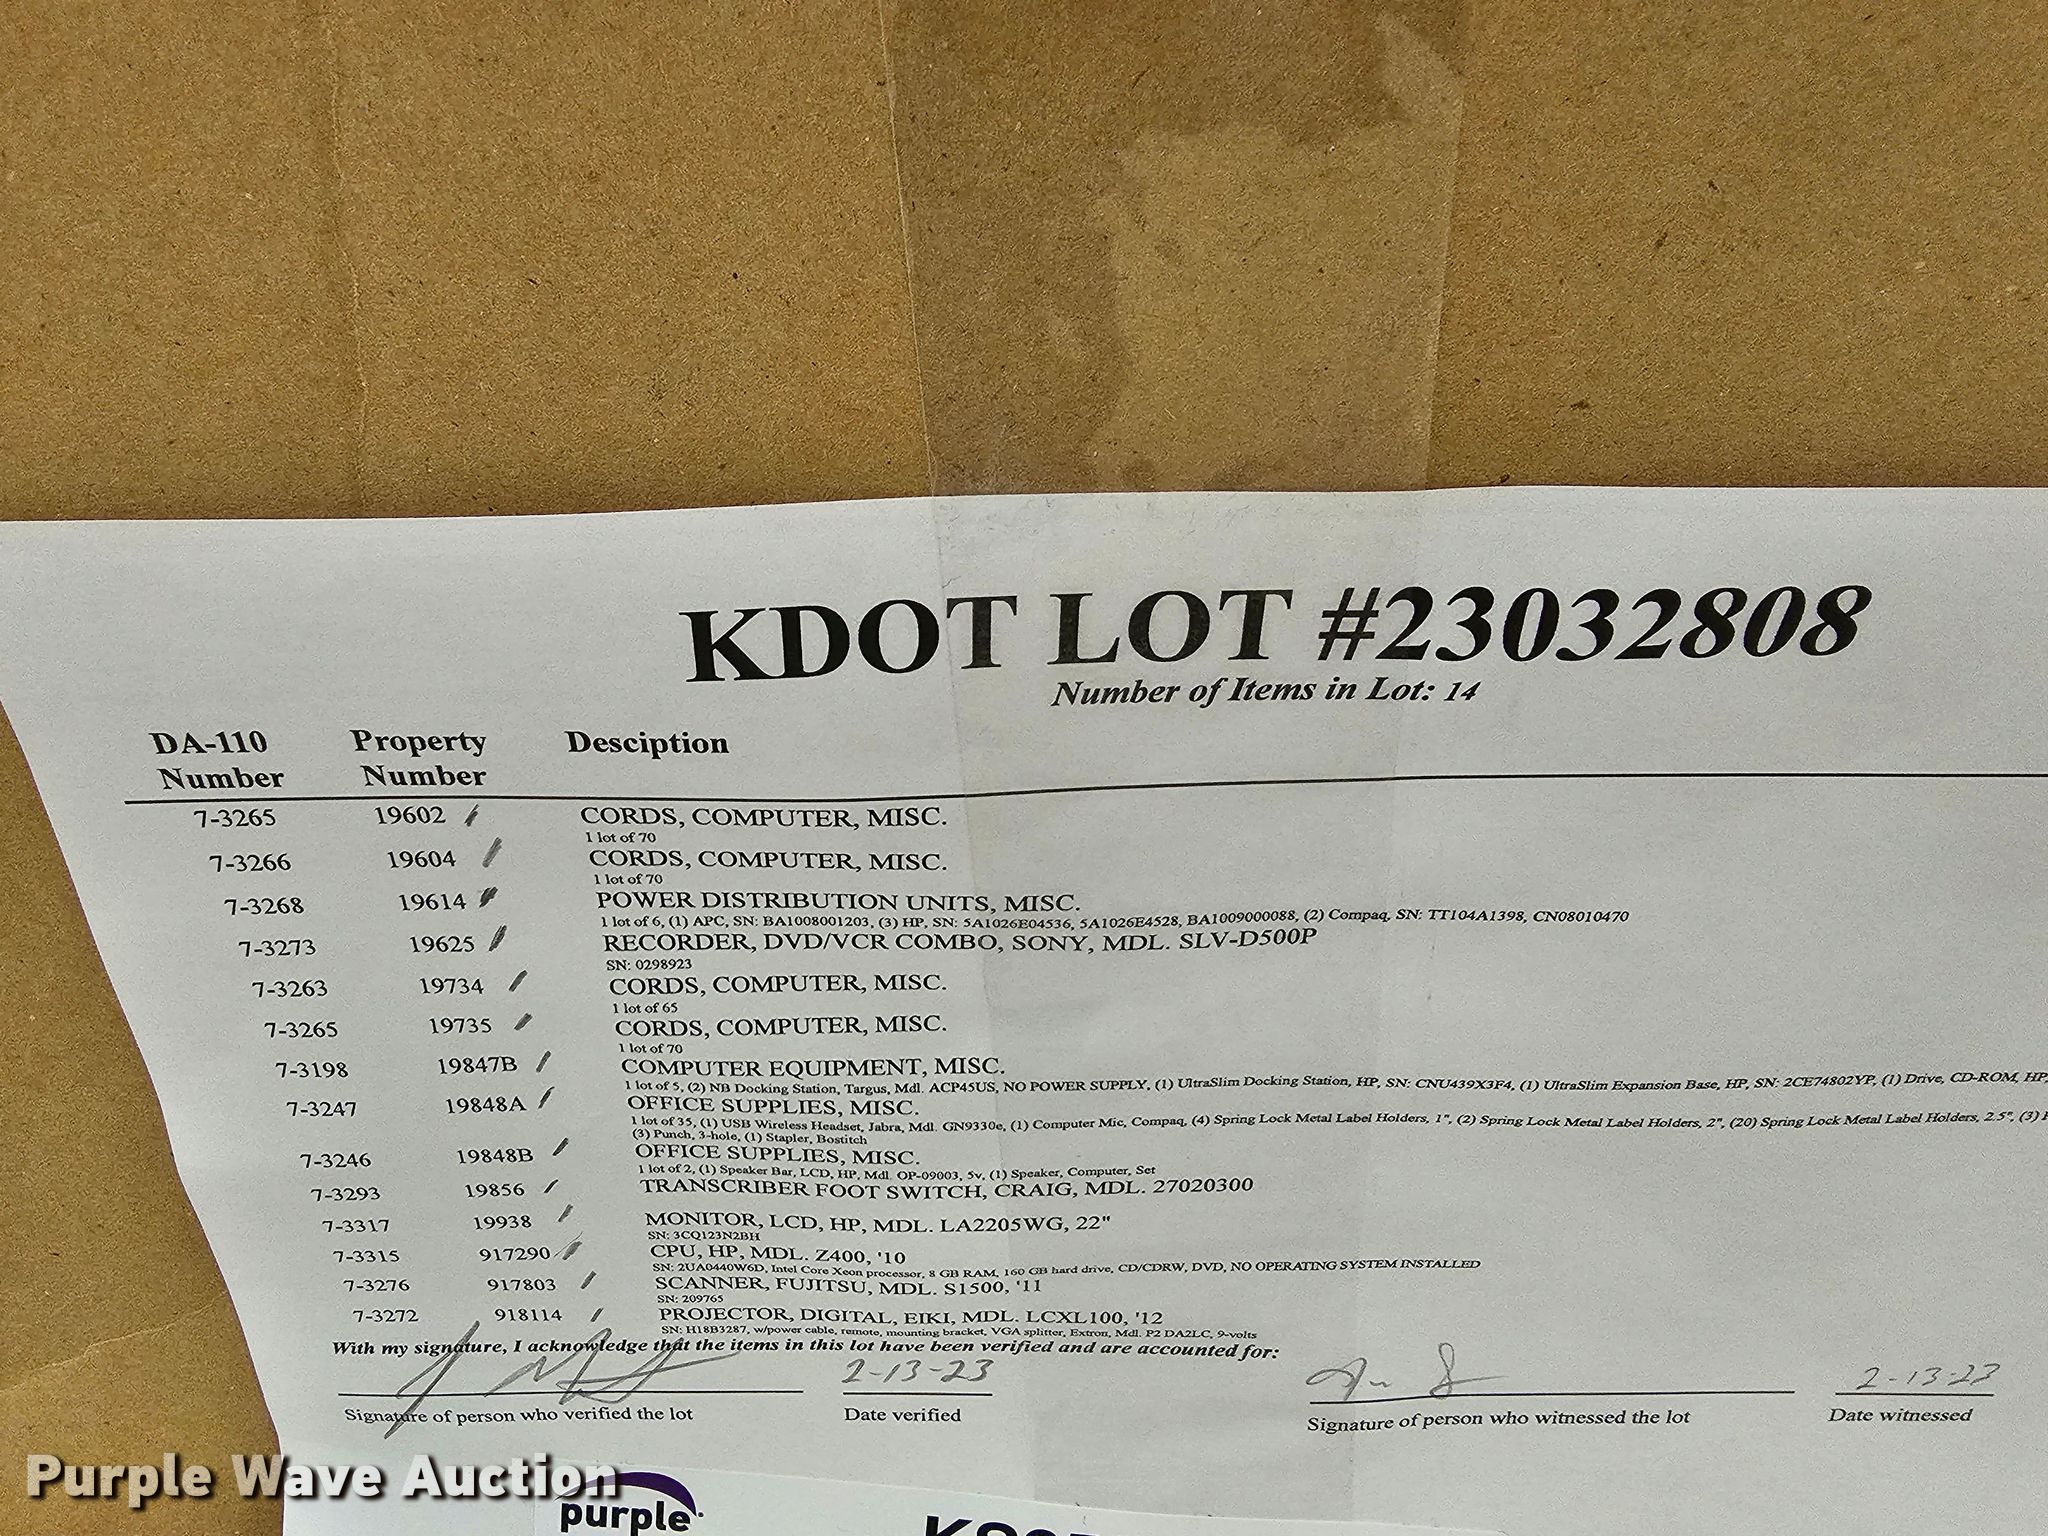 KDOT LOT #23032808
Number of Items in Lot: 14
DA-110 Number Property Number Desciption
7-3265 19602 CORDS, COMPUTER, MISC.
1 lot of 70
7-3266 19604 CORDS, COMPUTER, MISC.
1 lot of 70
7-3268 19614 POWER DISTRIBUTION UNITS, MISC.
1 lot of 6, (1) APC, SN: BA1008001203, (3) HP, SN: 5A1026E04536, 5A1026E4528, BA1009000088, (2) Compaq, SN: TT104A1398, CN08010470
7-3273 19625 RECORDER, DVD/VCR COMBO, SONY, MDL. SLV-D500P
SN: 0298923
7-3263 19734 CORDS, COMPUTER, MISC.
1 lot of 65
7-3265 19735 CORDS, COMPUTER, MISC.
1 lot of 70
7-3198 19847B COMPUTER EQUIPMENT, MISC.
1 lot of 5, (2) NB Docking Station, Targus, Mdl. ACP45US, NO POWER SUPPLY, (1) UltraSlim Docking Station, HP, SN: CNU439X3F4, (1) UltraSlim Expansion Base, HP, SN: 2CE74802YP, (1) Drive, CD-ROM, HP,
7-3247 19848A OFFICE SUPPLIES, MISC.
1 lot of 35, (1) USB Wireless Headset, Jabra, Mdl. GN9330e, (1) Computer Mic, Compaq, (4) Spring Lock Metal Label Holders, 1", (2) Spring Lock Metal Label Holders, 2", (20) Spring Lock Metal Label Holders, 2.5", (3)
(3) Punch, 3-hole, (1) Stapler, Bostitch
7-3246 19848B OFFICE SUPPLIES, MISC.
1 lot of 2, (1) Speaker Bar, LCD, HP, Mdl. OP-09003, 5v, (1) Speaker, Computer, Set
7-3293 19856 TRANSCRIBER FOOT SWITCH, CRAIG, MDL. 27020300
7-3317 19938 MONITOR, LCD, HP, MDL. LA2205WG, 22"
SN: 3CQ123N2BH
7-3315 917290 CPU, HP, MDL. Z400, '10
SN: 2UA0440W6D, Intel Core Xeon processor, 8 GB RAM, 160 GB hard drive, CD/CDRW, DVD, NO OPERATING SYSTEM INSTALLED
7-3276 917803 SCANNER, FUJITSU, MDL. S1500, '11
SN: 209765
7-3272 918114 PROJECTOR, DIGITAL, EIKI, MDL. LCXL100, '12
SN: H18B3287, w/power cable, remote, mounting bracket, VGA splitter, Extron, Mdl. P2 DA2LC, 9-volts
With my signature, I acknowledge that the items in this lot have been verified and are accounted for:
2-13-23 2-13-23
Signature of person who verified the lot Date verified Signature of person who witnessed the lot Date witnessed
Purple Wave Auction
purple